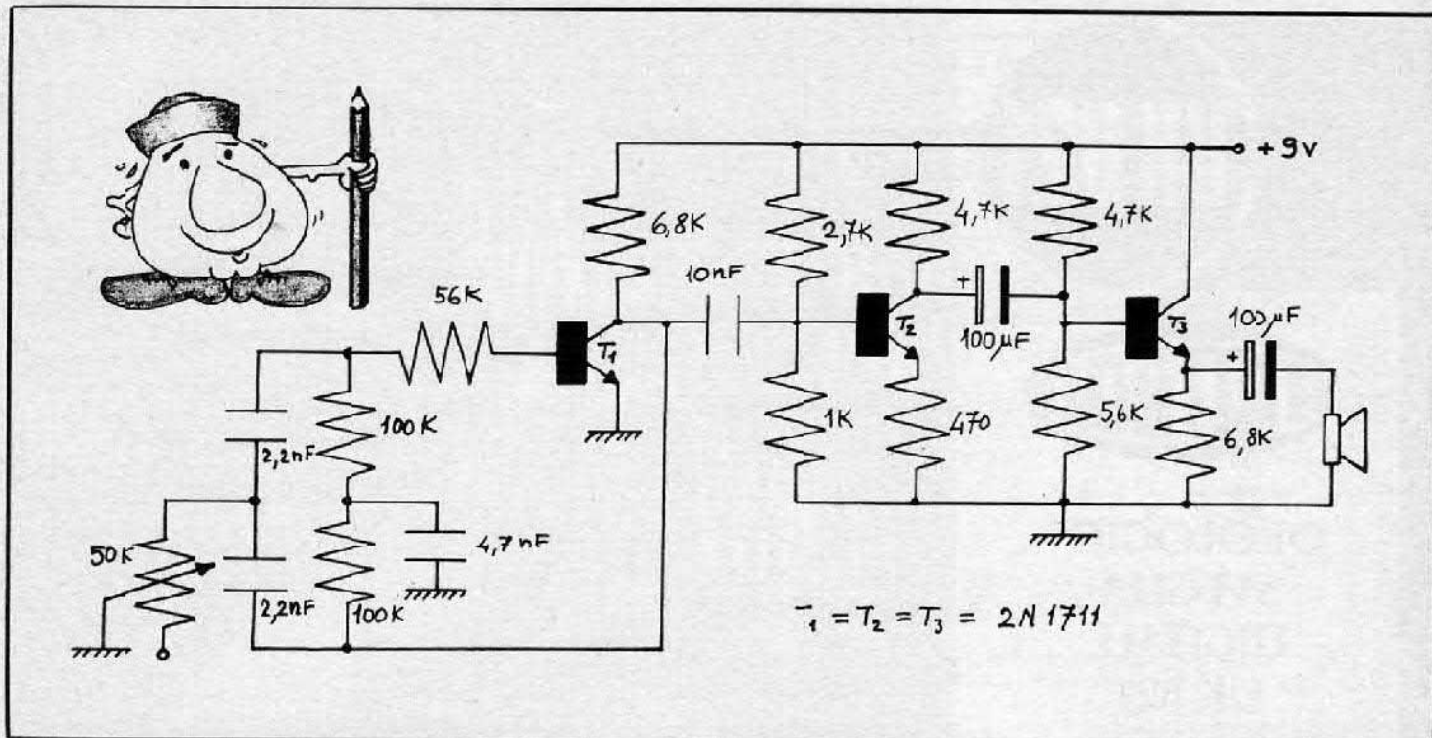 + 9v
6,8K
2,7K
4,7K
4,7K
10nF
56K
T1
T2
+
100µF
T3
+
100µF
100K
2,2nF
1K
470
5,6K
6,8K
50K
4,7nF
2,2nF
100K
T1 = T2 = T3 = 2N 1711